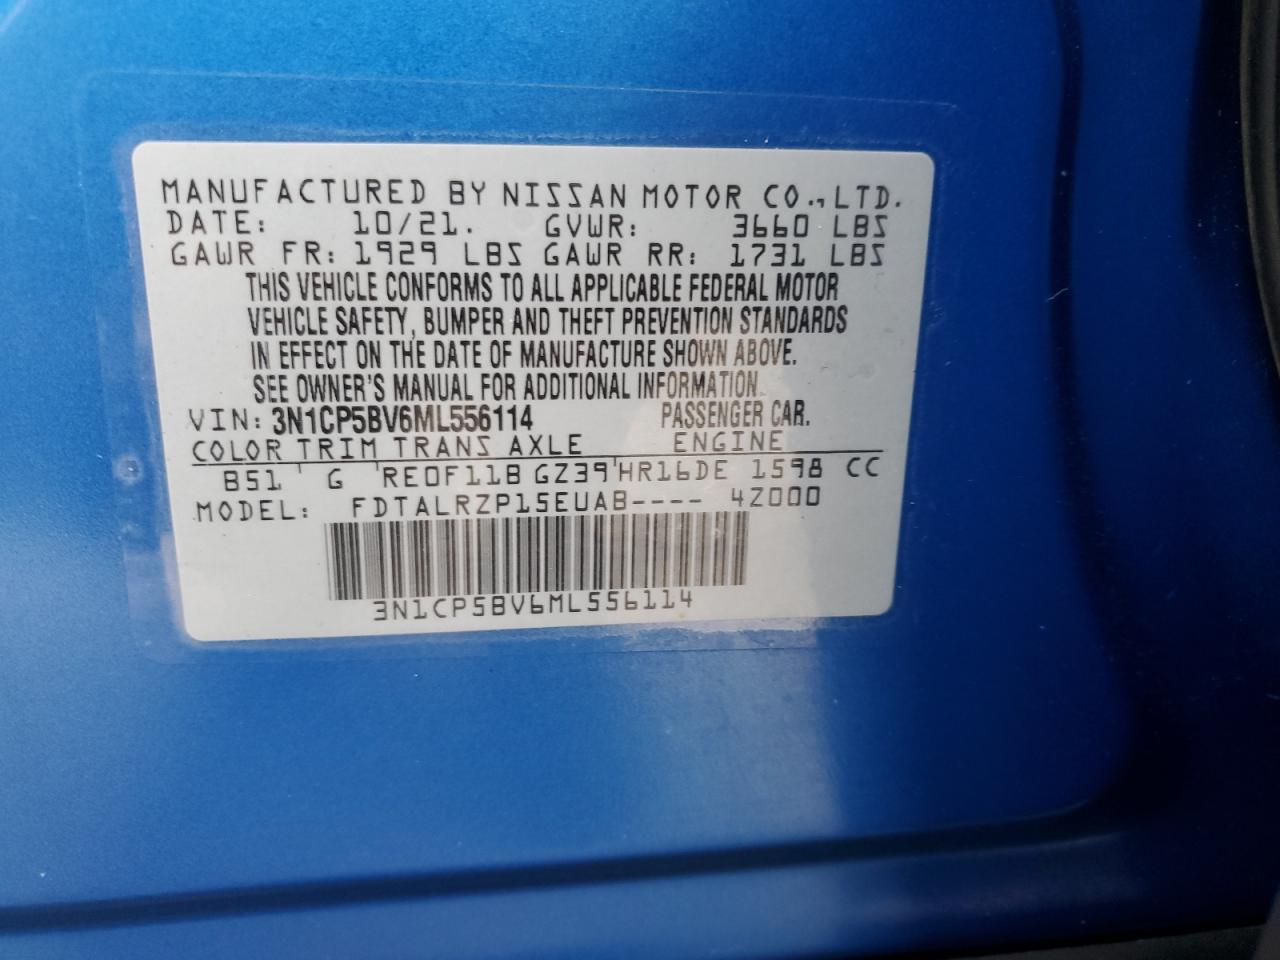 MANUFACTURED BY NISSAN MOTOR CO., LTD.
DATE: 10/21. GVWR: 3660 LBS
GAWR FR: 1929 LBS GAWR RR: 1731 LBS
THIS VEHICLE CONFORMS TO ALL APPLICABLE FEDERAL MOTOR
VEHICLE SAFETY, BUMPER AND THEFT PREVENTION STANDARDS
IN EFFECT ON THE DATE OF MANUFACTURE SHOWN ABOVE.
SEE OWNER'S MANUAL FOR ADDITIONAL INFORMATION.
VIN: 3N1CP5BV6ML556114 PASSENGER CAR.
COLOR TRIM TRANS AXLE ENGINE
B51 ' G 'RE0F11B GZ39'HR16DE 1598 CC
MODEL: FDTALRZP15EUAB---- 4Z000
3N1CP5BV6ML556114